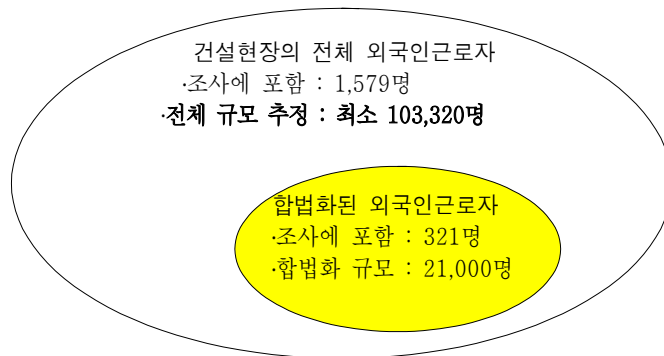 건설현장의 전체 외국인근로자
·조사에 포함 : 1,579명
·전체 규모 추정 : 최소 103,320명
합법화된 외국인근로자
·조사에 포함 : 321명
·합법화 규모 : 21,000명